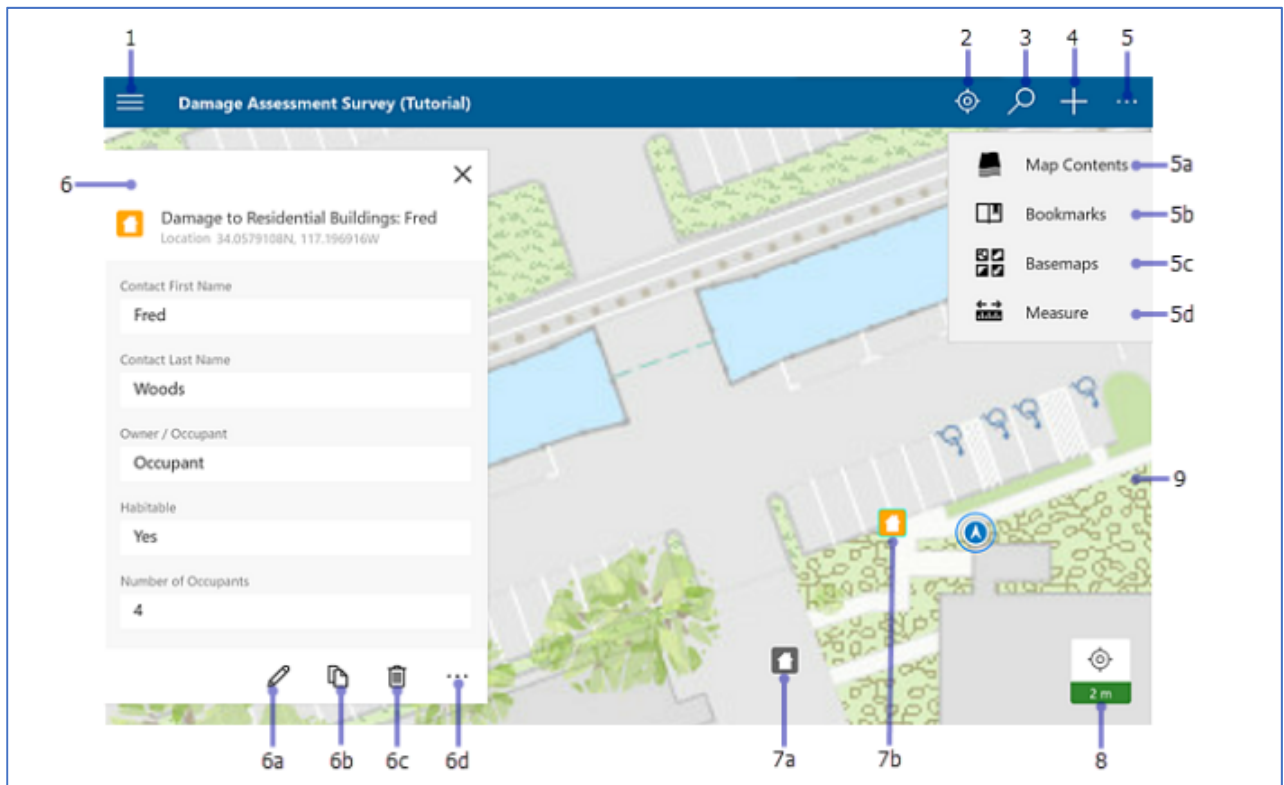 1
2 3 4 5
Damage Assessment Survey (Tutorial)
Map Contents 5a
Bookmarks 5b
Basemaps 5c
Measure 5d
6
Damage to Residential Buildings: Fred
Location 34.0579108N, 117.196916W
Contact First Name
Fred
Contact Last Name
Woods
Owner / Occupant
Occupant
Habitable
Yes
Number of Occupants
4
9
2 m
6a 6b 6c 6d
7a 7b 8